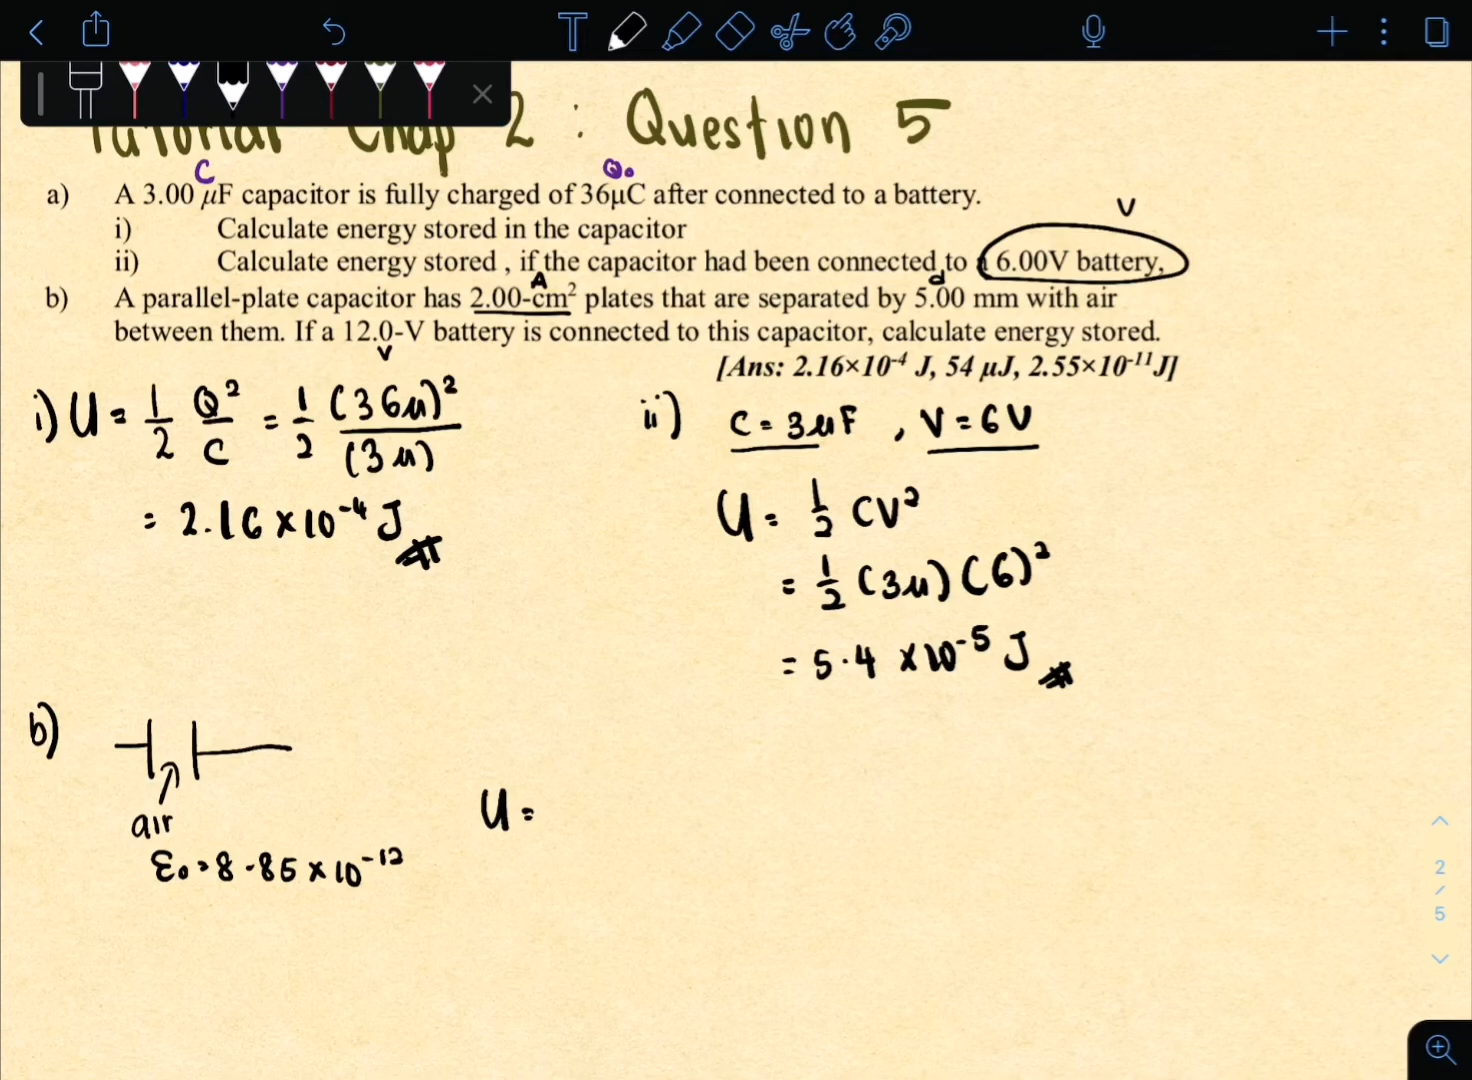 Tutorial Chap 2 : Question 5
C Q₀
a) A 3.00 μF capacitor is fully charged of 36μC after connected to a battery.
V
i) Calculate energy stored in the capacitor
ii) Calculate energy stored , if the capacitor had been connected to a 6.00V battery.
A d
b) A parallel-plate capacitor has 2.00-cm² plates that are separated by 5.00 mm with air
between them. If a 12.0-V battery is connected to this capacitor, calculate energy stored.
V
[Ans: 2.16×10⁻⁴ J, 54 μJ, 2.55×10⁻¹¹J]
i) U = 1/2 Q²/C = 1/2 (36μ)²/(3μ)
= 2.16 × 10⁻⁴ J
ii) C = 3μF , V = 6V
U = 1/2 CV²
= 1/2 (3μ) (6)²
= 5.4 × 10⁻⁵ J
b)
air
ε₀ = 8.85 × 10⁻¹²
U =
2
/
5